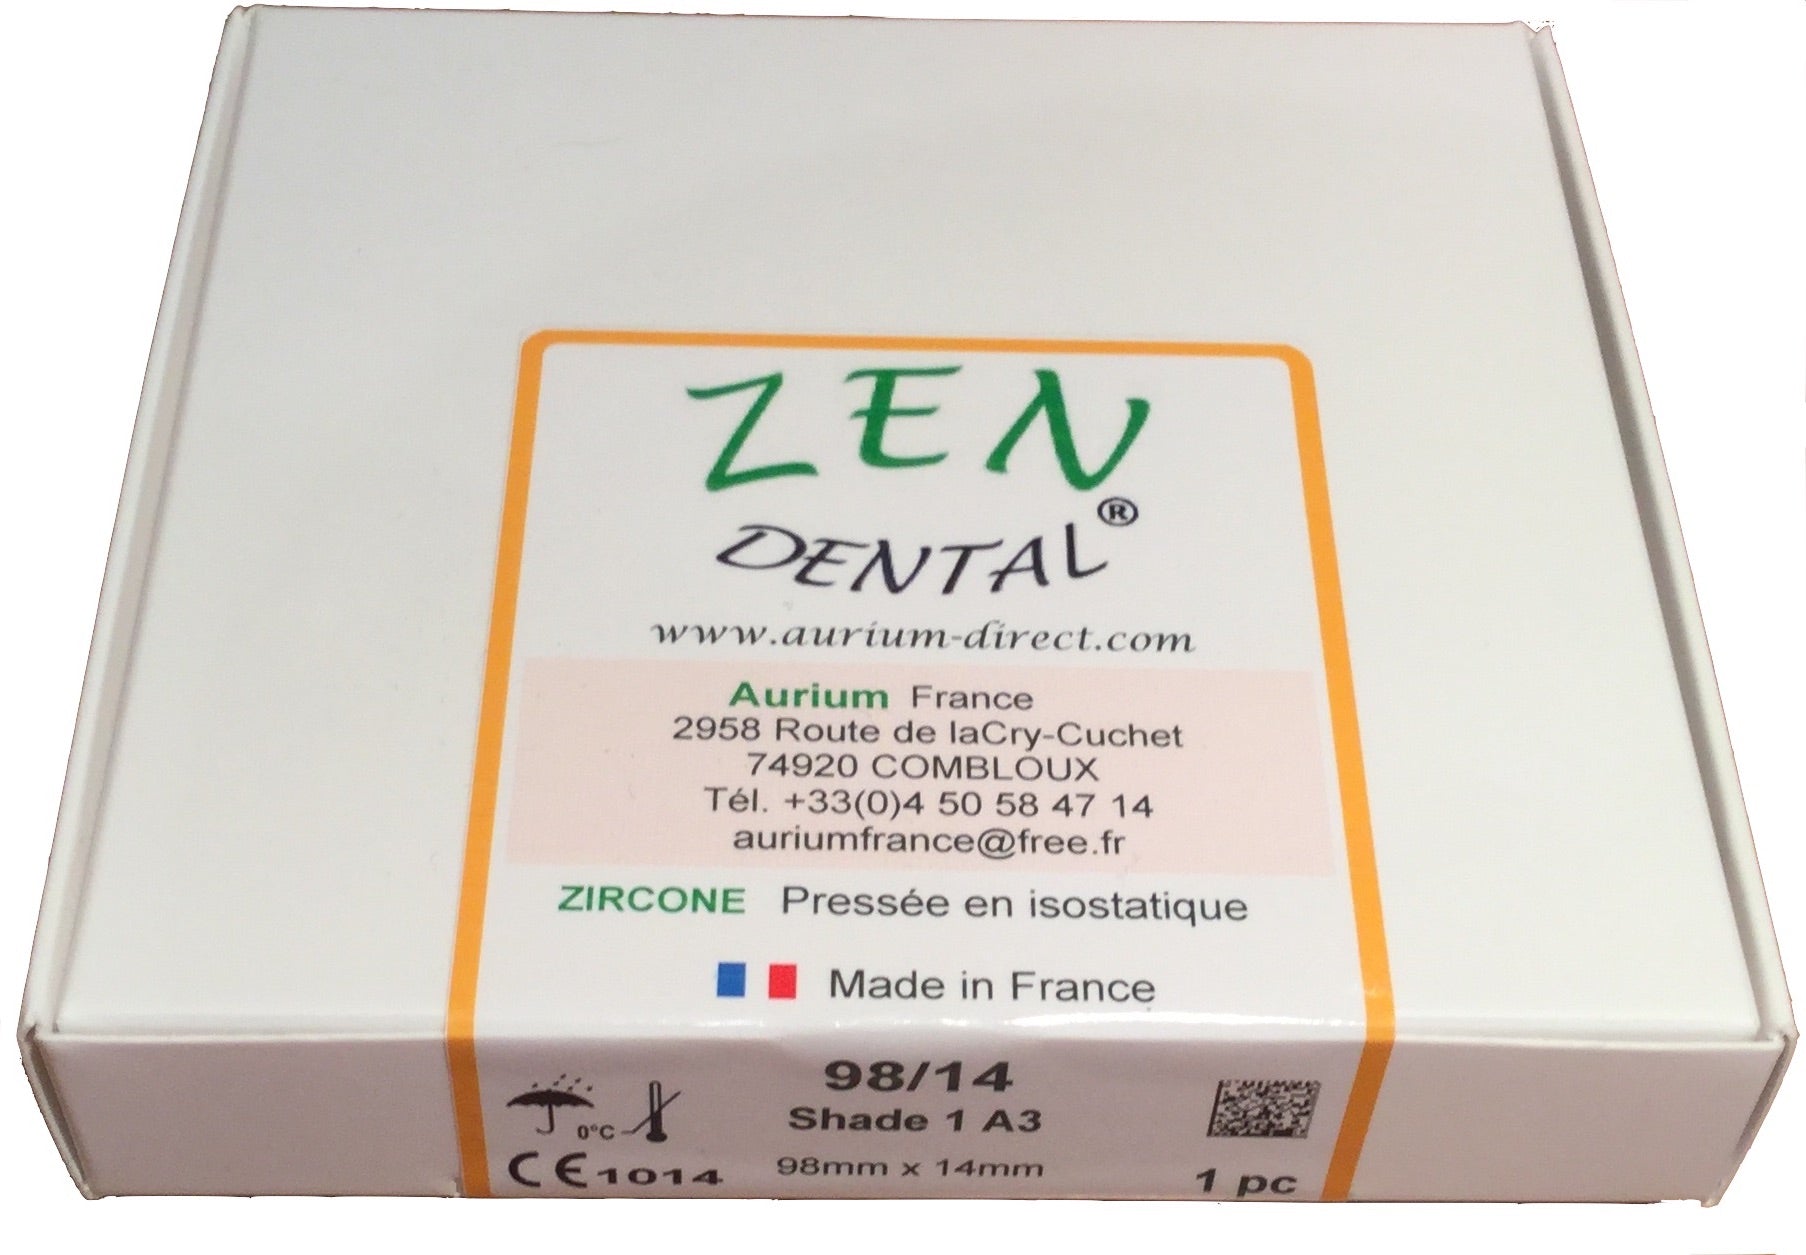 ZEN
DENTAL®
www.aurium-direct.com
Aurium France
2958 Route de laCry-Cuchet
74920 COMBLOUX
Tél. +33(0)4 50 58 47 14
auriumfrance@free.fr
ZIRCONE Pressée en isostatique
Made in France
98/14
Shade 1 A3
0°C
CE 1014
98mm x 14mm
1 pc